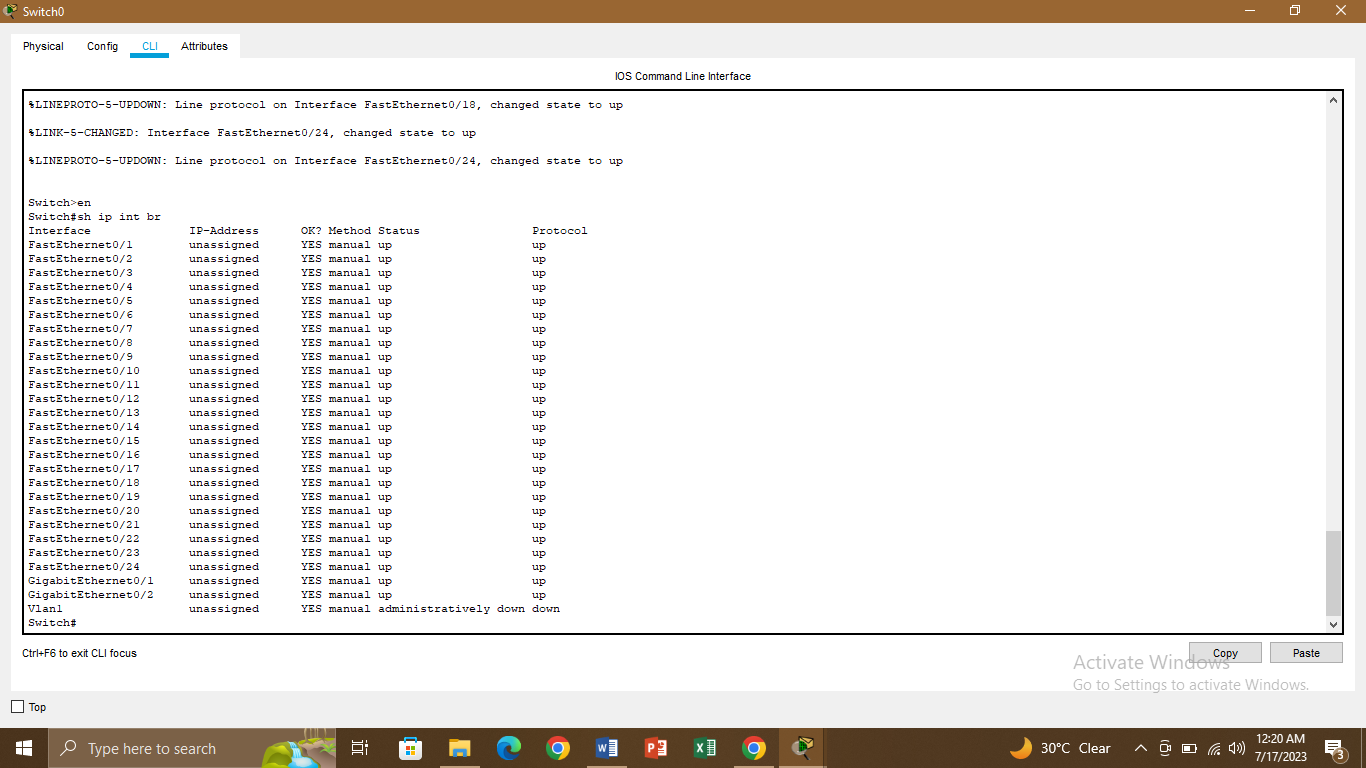 Switch0
Physical Config CLI Attributes
IOS Command Line Interface
%LINEPROTO-5-UPDOWN: Line protocol on Interface FastEthernet0/18, changed state to up
%LINK-5-CHANGED: Interface FastEthernet0/24, changed state to up
%LINEPROTO-5-UPDOWN: Line protocol on Interface FastEthernet0/24, changed state to up
Switch>en
Switch#sh ip int br
Interface IP-Address OK? Method Status Protocol
FastEthernet0/1 unassigned YES manual up up
FastEthernet0/2 unassigned YES manual up up
FastEthernet0/3 unassigned YES manual up up
FastEthernet0/4 unassigned YES manual up up
FastEthernet0/5 unassigned YES manual up up
FastEthernet0/6 unassigned YES manual up up
FastEthernet0/7 unassigned YES manual up up
FastEthernet0/8 unassigned YES manual up up
FastEthernet0/9 unassigned YES manual up up
FastEthernet0/10 unassigned YES manual up up
FastEthernet0/11 unassigned YES manual up up
FastEthernet0/12 unassigned YES manual up up
FastEthernet0/13 unassigned YES manual up up
FastEthernet0/14 unassigned YES manual up up
FastEthernet0/15 unassigned YES manual up up
FastEthernet0/16 unassigned YES manual up up
FastEthernet0/17 unassigned YES manual up up
FastEthernet0/18 unassigned YES manual up up
FastEthernet0/19 unassigned YES manual up up
FastEthernet0/20 unassigned YES manual up up
FastEthernet0/21 unassigned YES manual up up
FastEthernet0/22 unassigned YES manual up up
FastEthernet0/23 unassigned YES manual up up
FastEthernet0/24 unassigned YES manual up up
GigabitEthernet0/1 unassigned YES manual up up
GigabitEthernet0/2 unassigned YES manual up up
Vlan1 unassigned YES manual administratively down down
Switch#
Ctrl+F6 to exit CLI focus
Copy Paste
Activate Windows
Go to Settings to activate Windows.
Top
Type here to search
30°C Clear
12:20 AM
7/17/2023
3